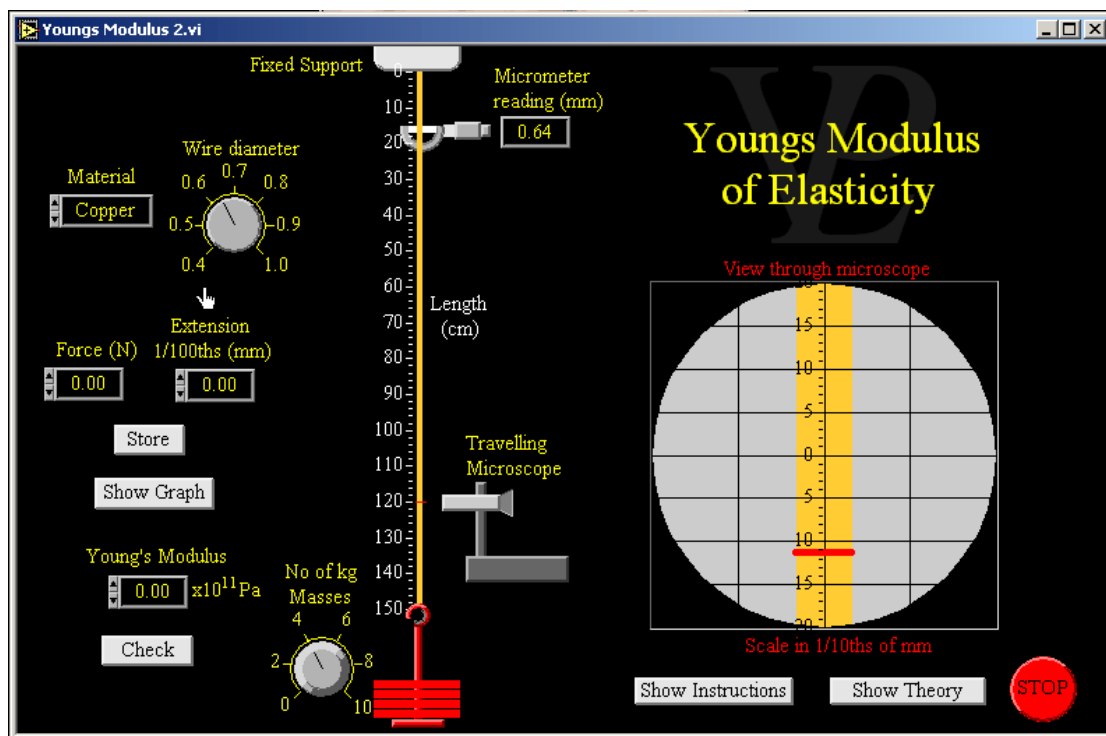 Youngs Modulus 2.vi
Fixed Support
0
10
20
30
40
50
60
70
80
90
100
110
120
130
140
150
Micrometer
reading (mm)
0.64
Wire diameter
0.4
0.5
0.6
0.7
0.8
0.9
1.0
Material
Copper
Youngs Modulus
of Elasticity
VPL
Length
(cm)
Force (N)
0.00
Extension
1/100ths (mm)
0.00
Store
Show Graph
Travelling
Microscope
Young's Modulus
0.00
x10¹¹Pa
Check
No of kg
Masses
0
2
4
6
8
10
View through microscope
20
15
10
5
0
5
10
15
20
Scale in 1/10ths of mm
Show Instructions
Show Theory
STOP